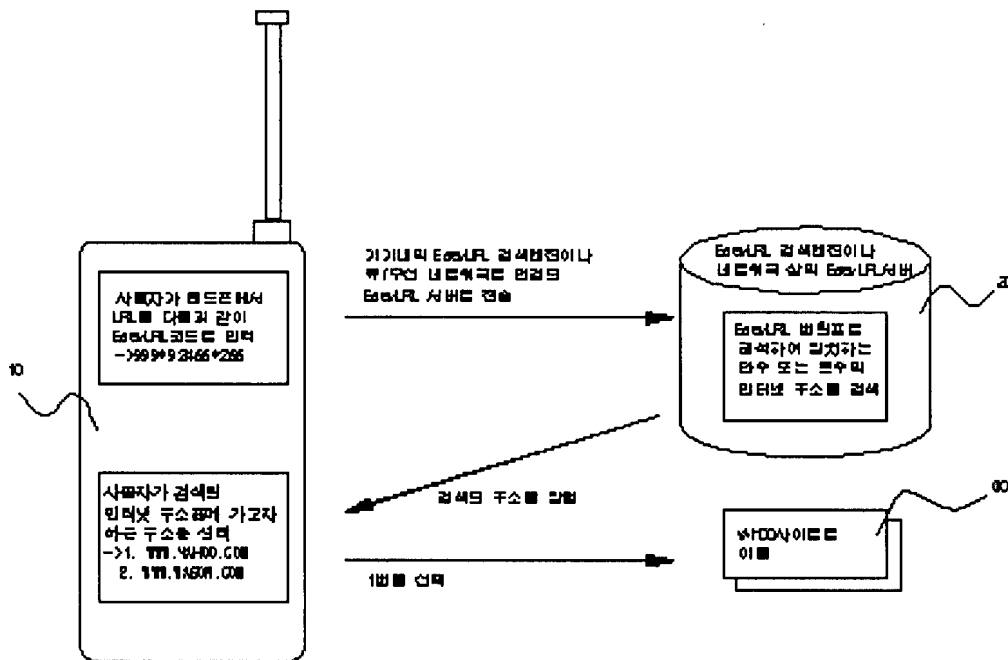 기기내의 EasyURL 검색엔진이나
유/무선 네트워크로 연결된
EasyURL 서버로 전송
EasyURL 검색엔진이나
네트워크 상의 EasyURL서버
20
사용자가 핸드폰에서
URL을 다음과 같이
EasyURL코드로 입력
->999*92466*266
EasyURL 변환표로
검색하여 일치하는
단수 또는 복수의
인터넷 주소를 검색
10
사용자가 검색된
인터넷 주소중에 가고자
하는 주소를 선택
->1. WWW.YAHOO.COM
2. WWW.WAGOM.COM
검색된 주소를
60
YAHOO사이트로
이동
1번을 선택